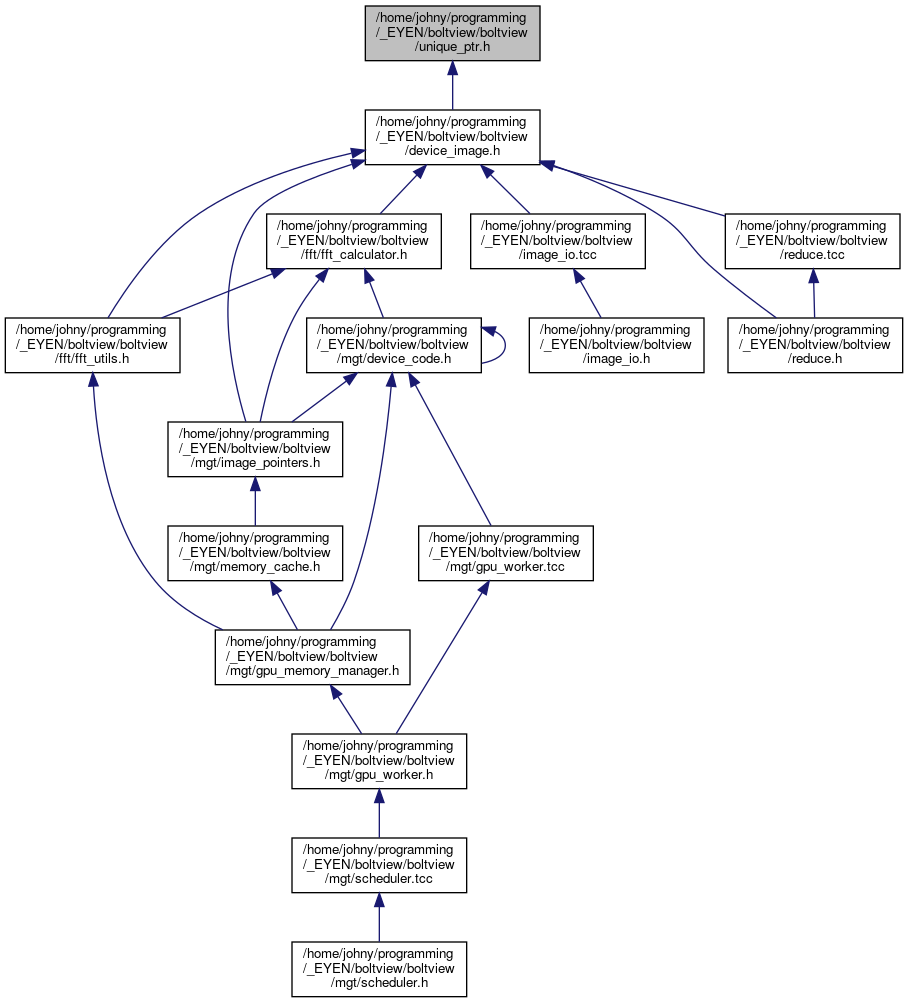 /home/johny/programming
/_EYEN/boltview/boltview
/unique_ptr.h
/home/johny/programming
/_EYEN/boltview/boltview
/device_image.h
/home/johny/programming
/_EYEN/boltview/boltview
/fft/fft_calculator.h
/home/johny/programming
/_EYEN/boltview/boltview
/image_io.tcc
/home/johny/programming
/_EYEN/boltview/boltview
/reduce.tcc
/home/johny/programming
/_EYEN/boltview/boltview
/fft/fft_utils.h
/home/johny/programming
/_EYEN/boltview/boltview
/mgt/device_code.h
/home/johny/programming
/_EYEN/boltview/boltview
/image_io.h
/home/johny/programming
/_EYEN/boltview/boltview
/reduce.h
/home/johny/programming
/_EYEN/boltview/boltview
/mgt/image_pointers.h
/home/johny/programming
/_EYEN/boltview/boltview
/mgt/memory_cache.h
/home/johny/programming
/_EYEN/boltview/boltview
/mgt/gpu_worker.tcc
/home/johny/programming
/_EYEN/boltview/boltview
/mgt/gpu_memory_manager.h
/home/johny/programming
/_EYEN/boltview/boltview
/mgt/gpu_worker.h
/home/johny/programming
/_EYEN/boltview/boltview
/mgt/scheduler.tcc
/home/johny/programming
/_EYEN/boltview/boltview
/mgt/scheduler.h